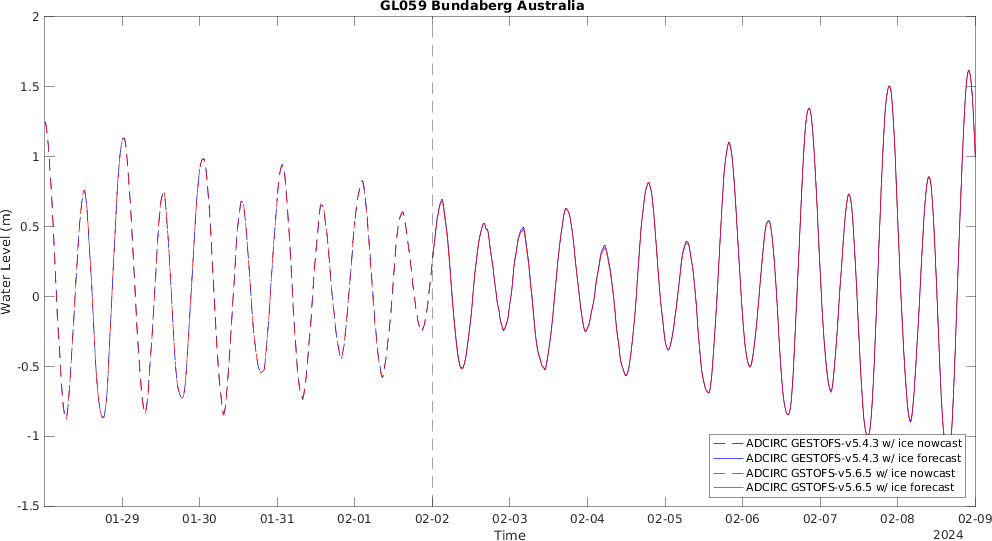 GL059 Bundaberg Australia
2
1.5
1
0.5
0
-0.5
-1
-1.5
Water Level (m)
01-29 01-30 01-31 02-01 02-02 02-03 02-04 02-05 02-06 02-07 02-08 02-09
Time
2024
ADCIRC GESTOFS-v5.4.3 w/ ice nowcast
ADCIRC GESTOFS-v5.4.3 w/ ice forecast
ADCIRC GSTOFS-v5.6.5 w/ ice nowcast
ADCIRC GSTOFS-v5.6.5 w/ ice forecast